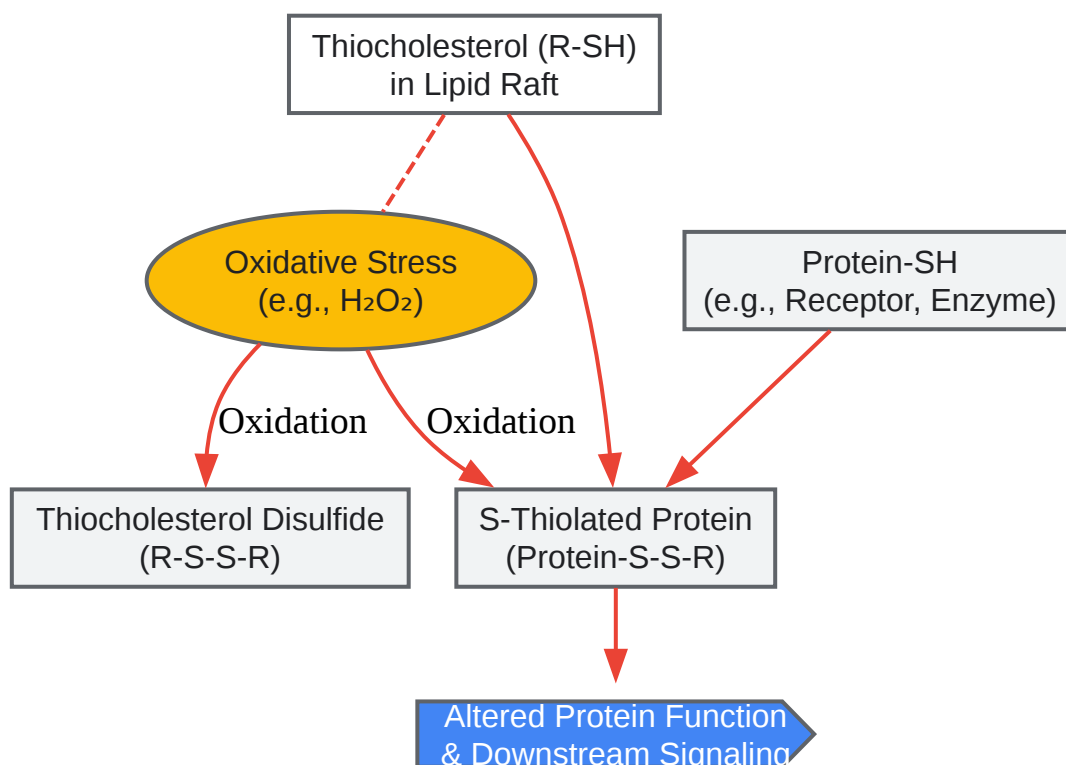 Thiocholesterol (R-SH)
in Lipid Raft
Oxidative Stress
(e.g., H₂O₂)
Protein-SH
(e.g., Receptor, Enzyme)
Oxidation
Oxidation
Thiocholesterol Disulfide
(R-S-S-R)
S-Thiolated Protein
(Protein-S-S-R)
Altered Protein Function
& Downstream Signaling